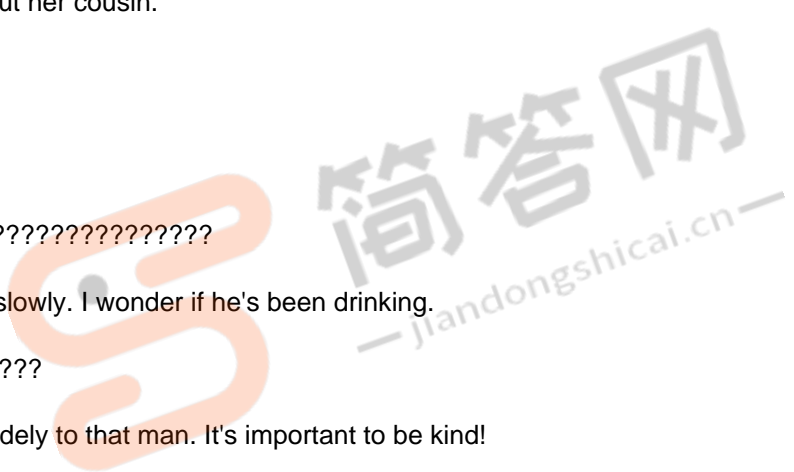 ut her cousin.
简答网
???????????????
jiandongshicai.cn
slowly. I wonder if he's been drinking.
???
dely to that man. It's important to be kind!